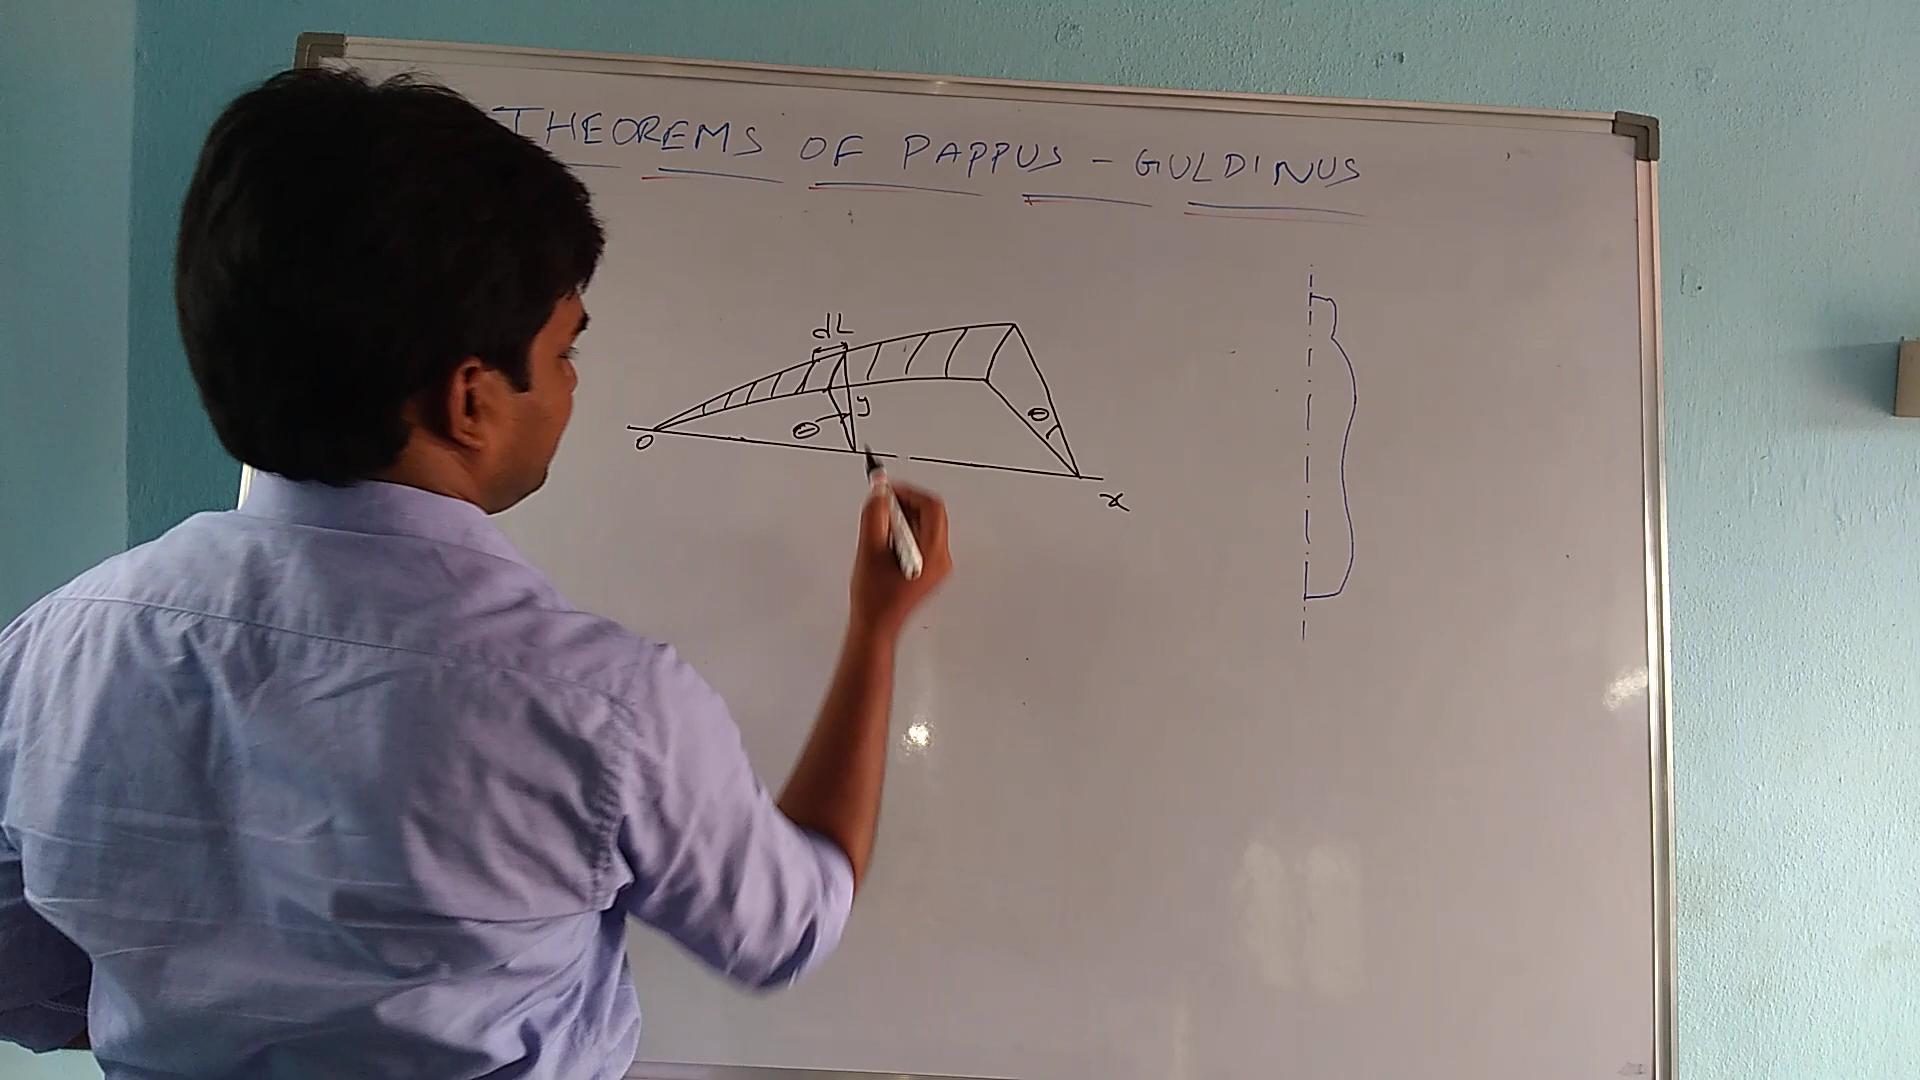 THEOREMS OF PAPPUS - GULDINUS
dL
y
θ
θ
O
x